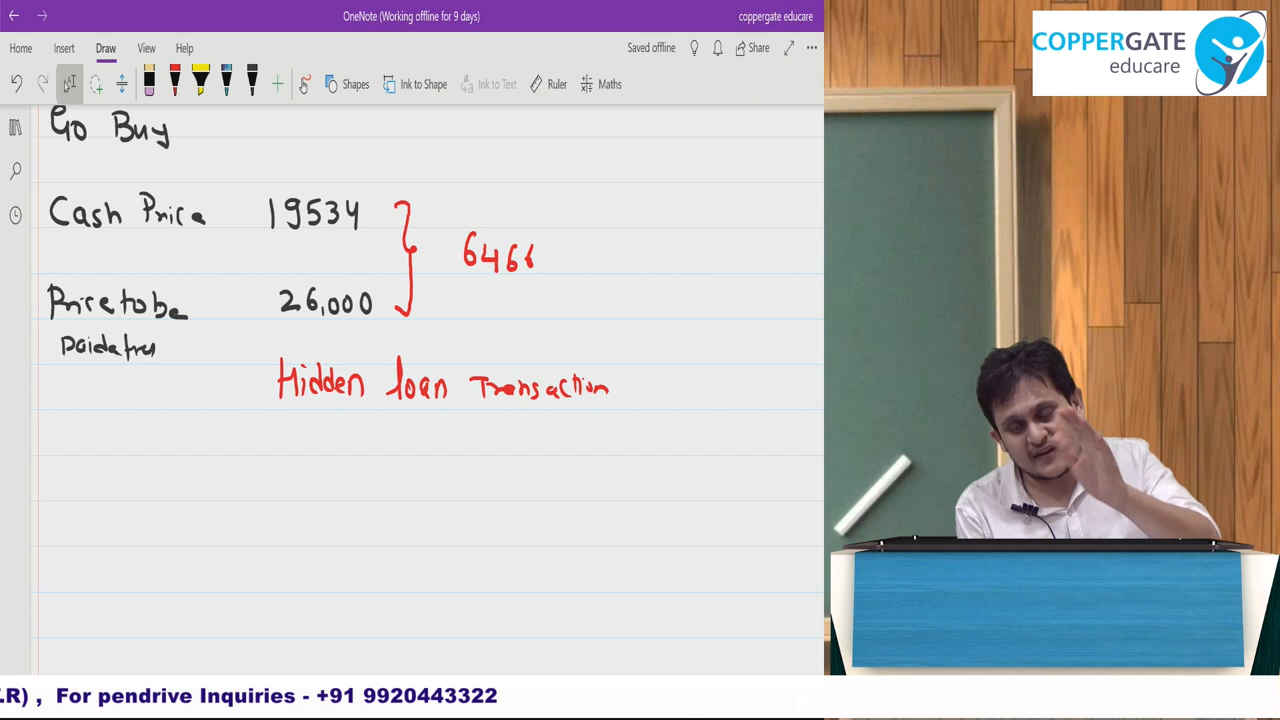 OneNote (Working offline for 9 days)
coppergate educare
Home Insert Draw View Help
Saved offline Share
Shapes Ink to Shape Ink to Text Ruler Maths
COPPERGATE
educare
Go Buy
Cash Price 19534
6466
Price to be 26,000
Hidden loan Transaction
.R) , For pendrive Inquiries - +91 9920443322